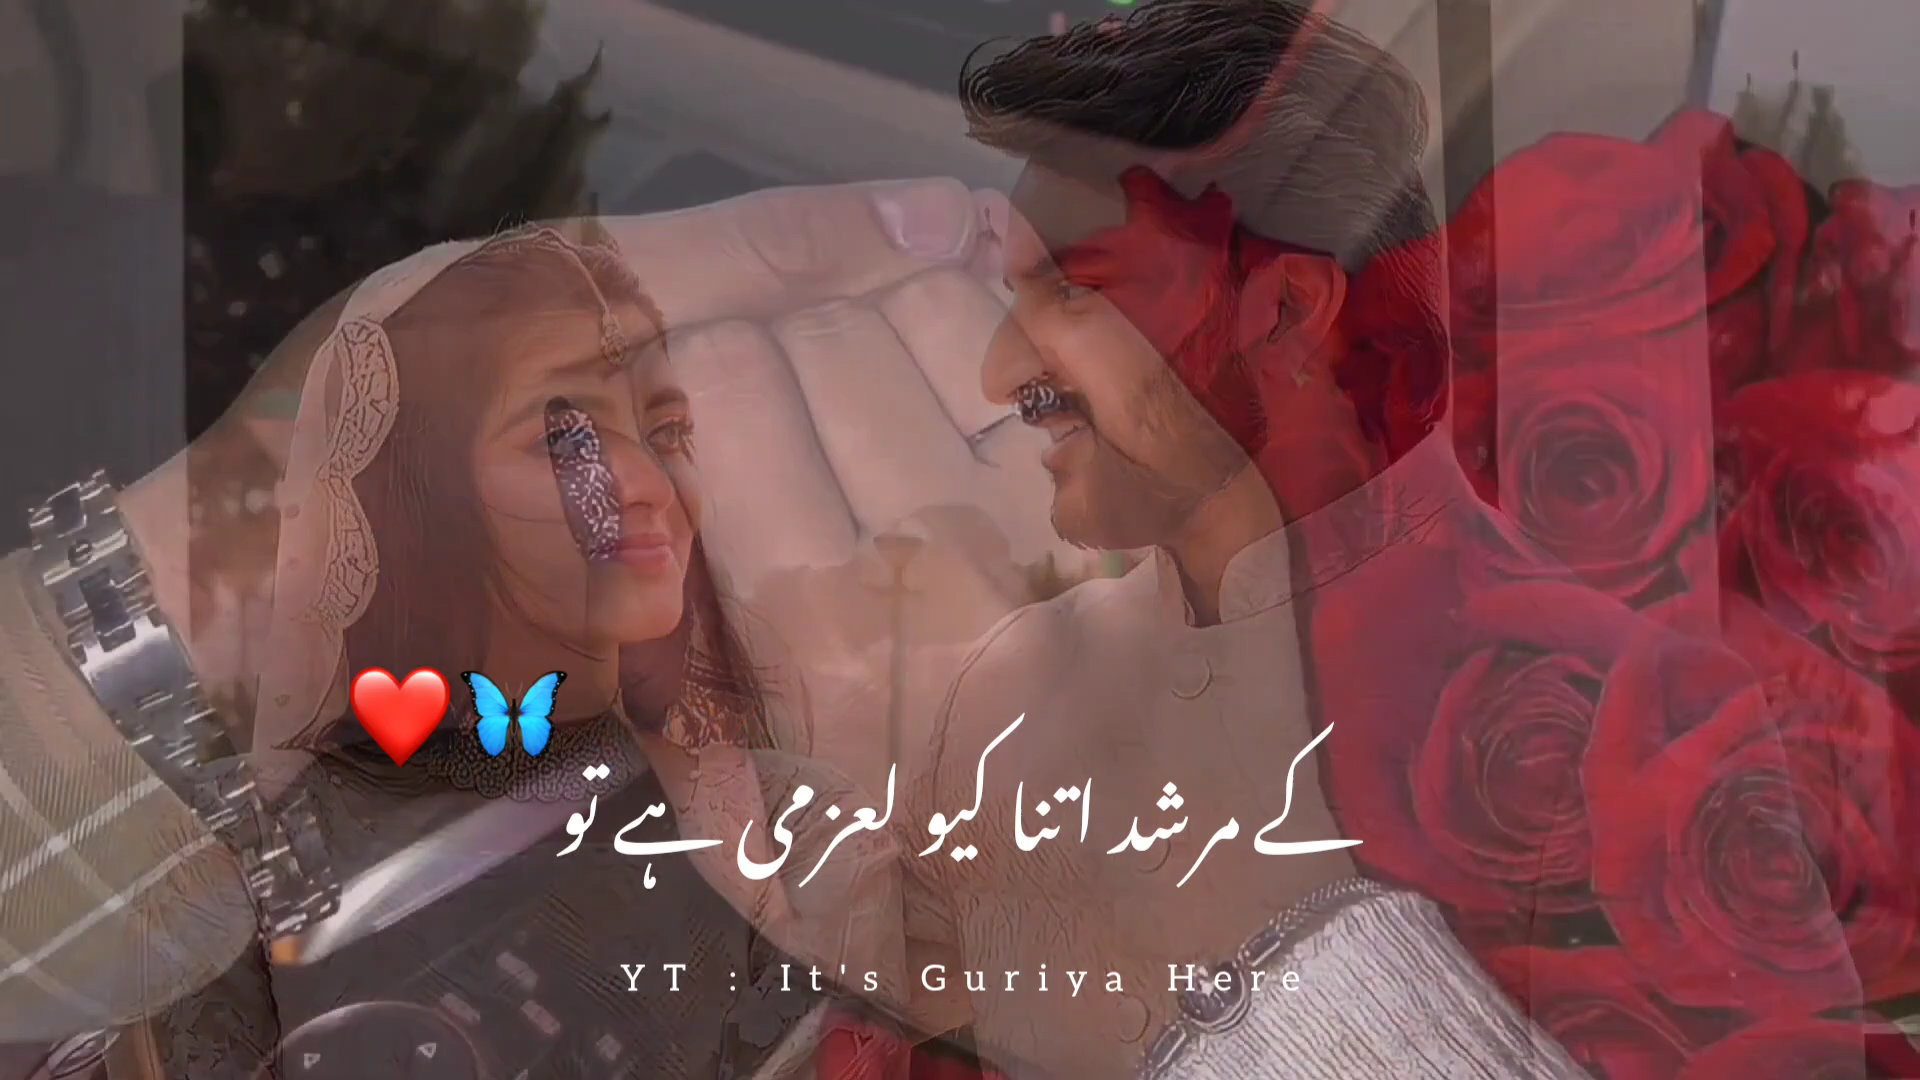 ❤️🦋
کے مرشد اتنا کیو لعزمی ہے تو
YT : It's Guriya Here